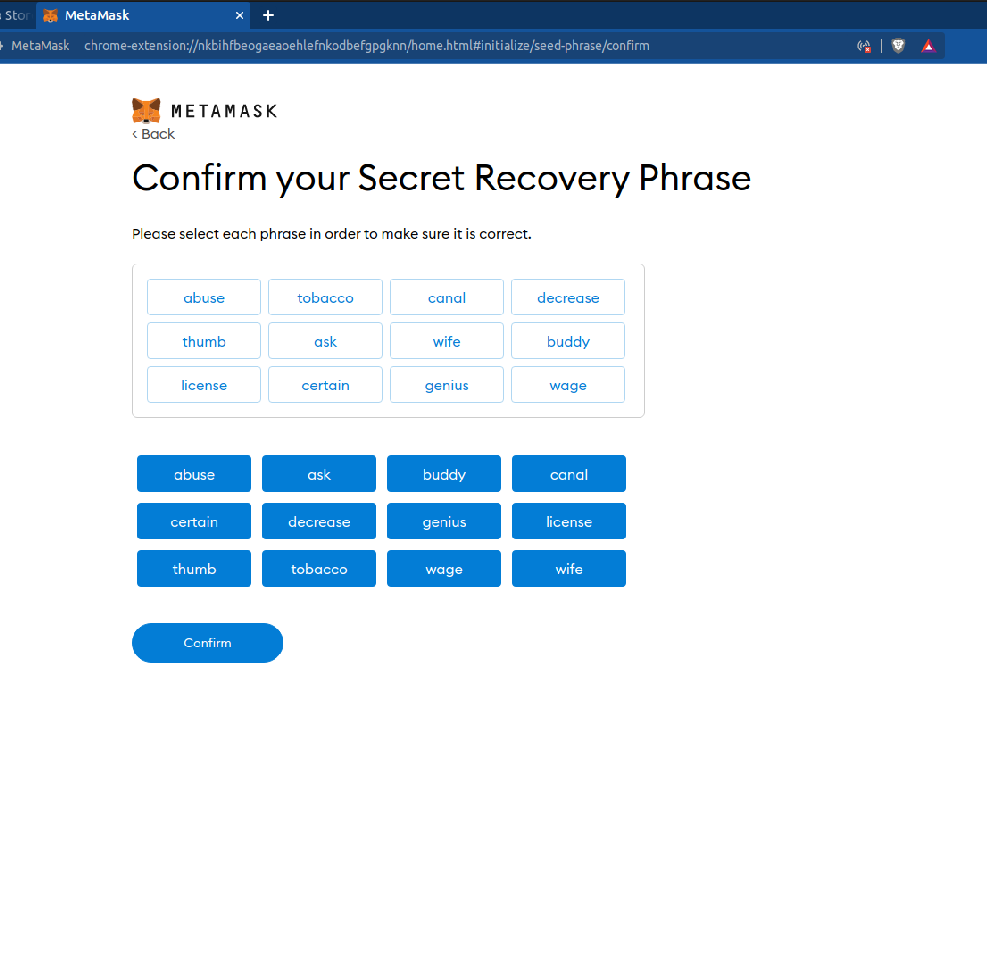 Stor MetaMask × +
MetaMask chrome-extension://nkbihfbeogaeaoehlefnkodbefgpgknn/home.html#initialize/seed-phrase/confirm
METAMASK
< Back
Confirm your Secret Recovery Phrase
Please select each phrase in order to make sure it is correct.
abuse tobacco canal decrease
thumb ask wife buddy
license certain genius wage
abuse ask buddy canal
certain decrease genius license
thumb tobacco wage wife
Confirm